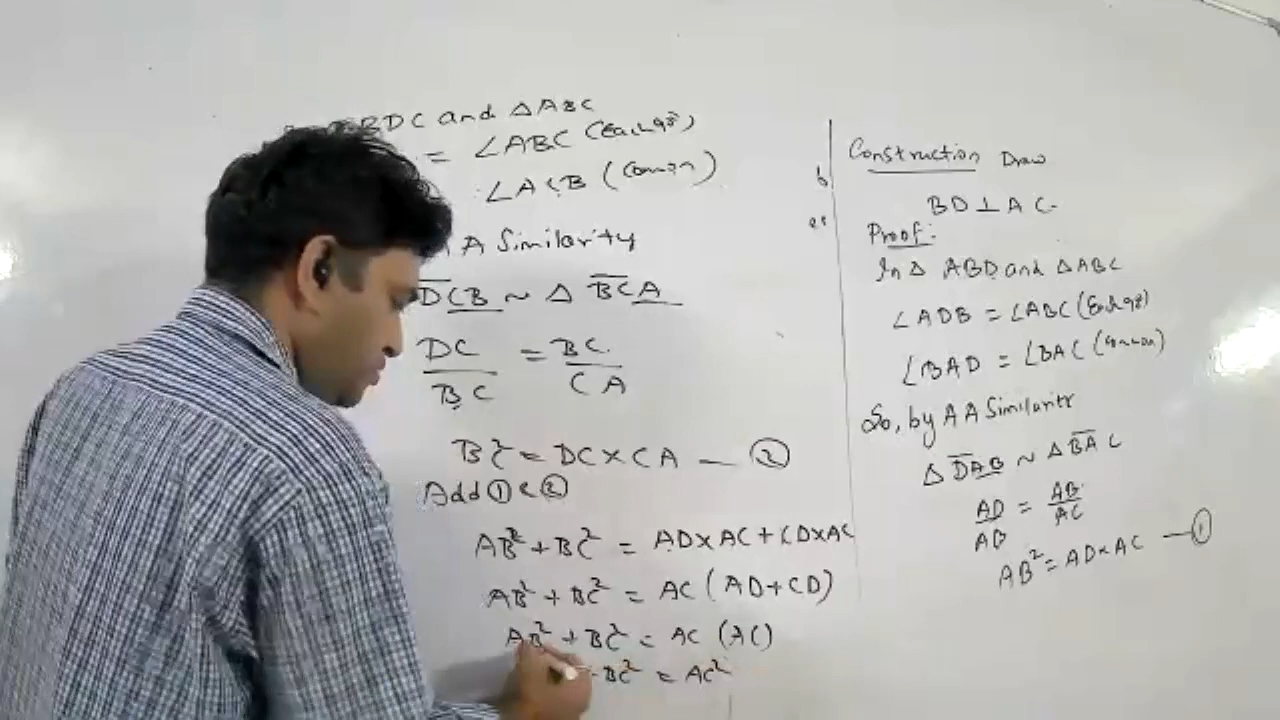 Construction Draw
BD ⊥ AC.
Proof:
In Δ ABD and Δ ABC
∠ADB = ∠ABC (Each 90°)
∠BAD = ∠BAC (common)
So, by AA Similarity
Δ DAB ~ Δ BAC
AD/AB = AB/AC
AB² = AD×AC — ①
BDC and Δ ABC
= ∠ABC (Each 90°)
∠ACB (Common)
A Similarity
DCB ~ Δ BCA
DC/BC = BC/CA
BC² = DC×CA — ②
Add ① & ②
AB² + BC² = AD×AC + CD×AC
AB² + BC² = AC (AD+CD)
AB² + BC² = AC (AC)
BC² = AC²